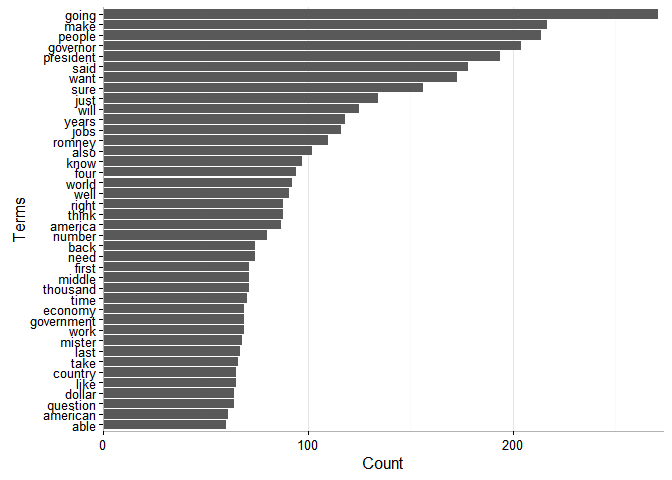 going
make
people
governor
president
said
want
sure
just
will
years
jobs
romney
also
know
four
world
well
right
think
america
number
back
need
first
middle
thousand
time
economy
government
work
mister
last
take
country
like
dollar
question
american
able
Terms
0 100 200
Count